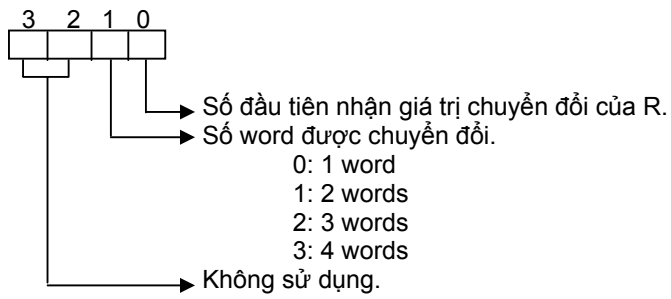 3 2 1 0
Số đầu tiên nhận giá trị chuyển đổi của R.
Số word được chuyển đổi.
0: 1 word
1: 2 words
2: 3 words
3: 4 words
Không sử dụng.